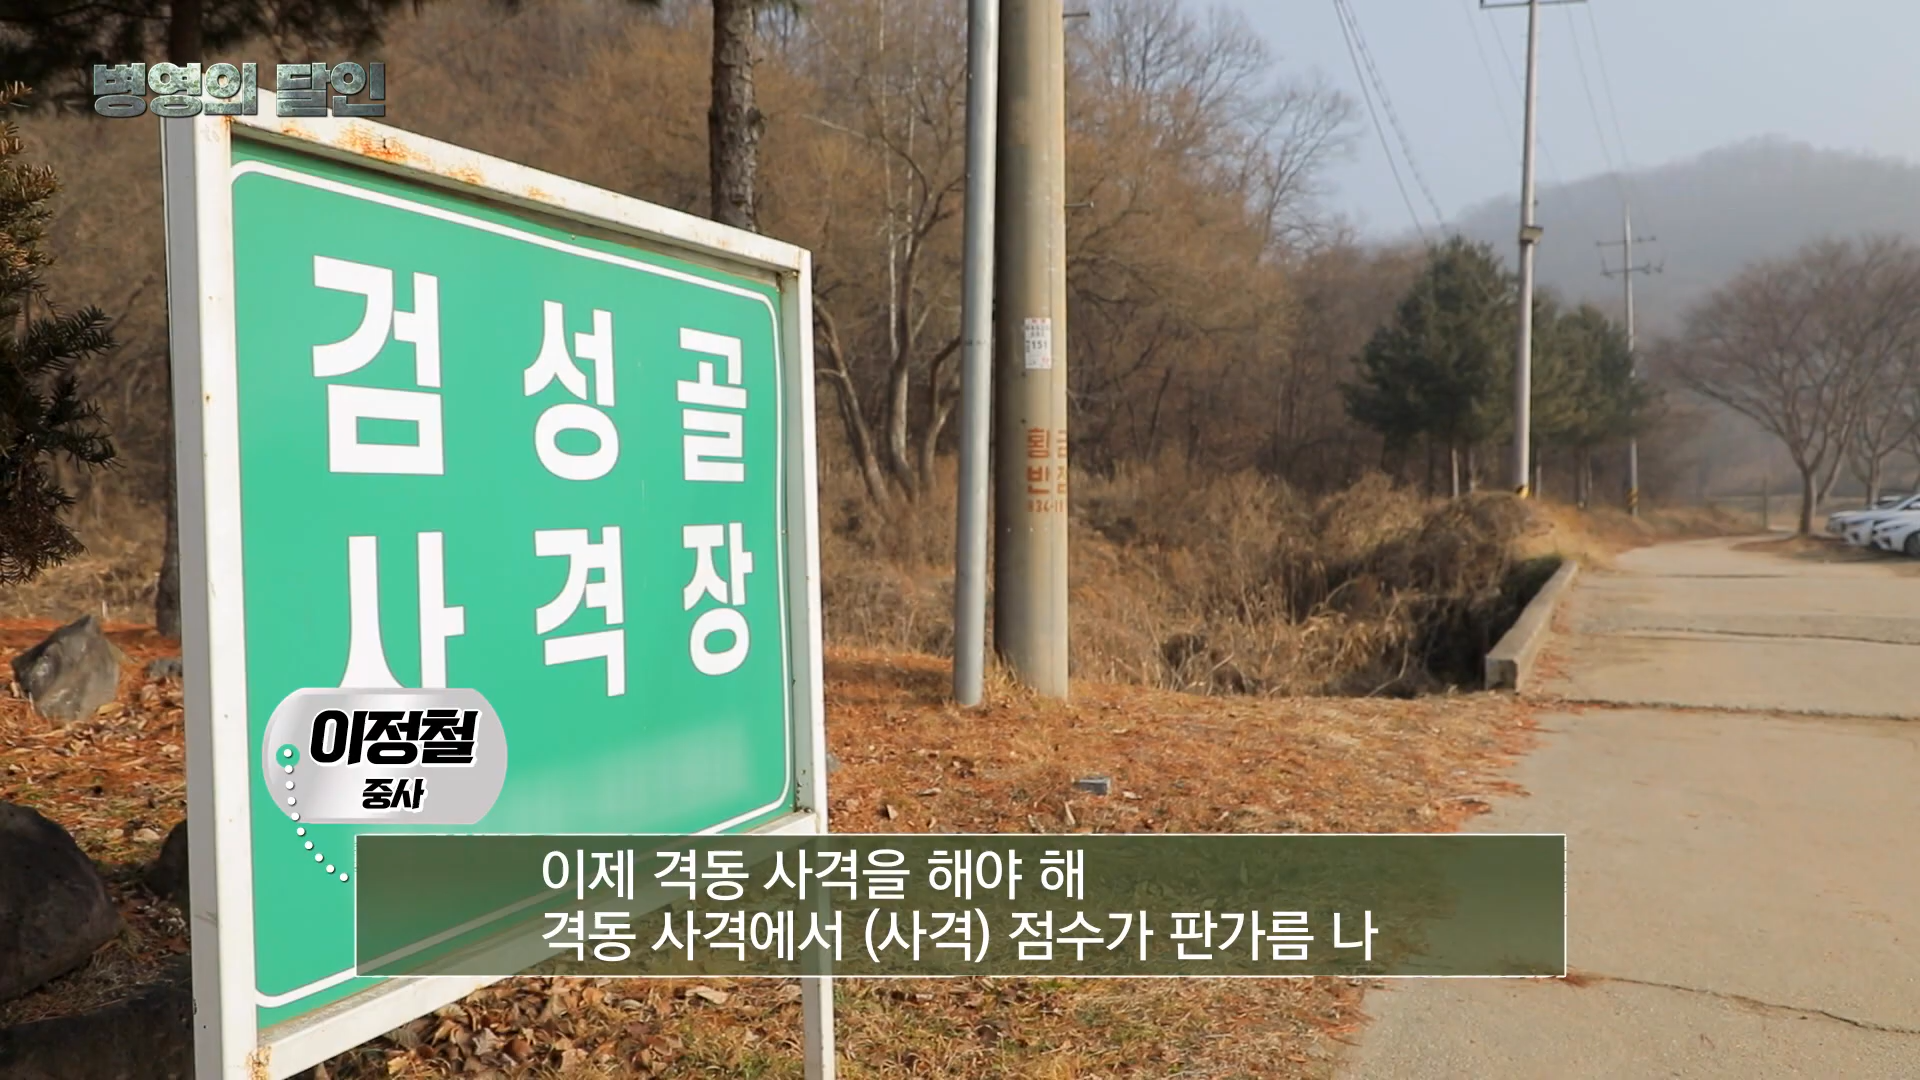 병영의 달인
검성골
사격장
151
반
이정철
중사
이제 격동 사격을 해야 해
격동 사격에서 (사격) 점수가 판가름 나